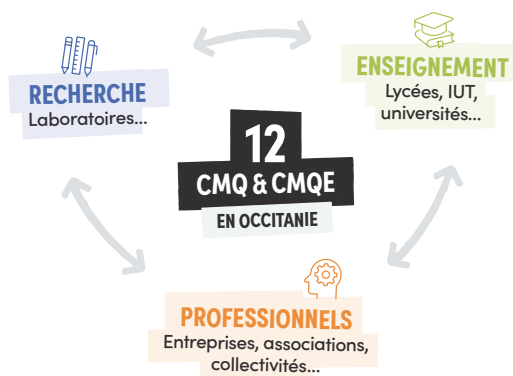 RECHERCHE
Laboratoires...
ENSEIGNEMENT
Lycées, IUT,
universités...
12
CMQ & CMQE
EN OCCITANIE
PROFESSIONNELS
Entreprises, associations,
collectivités...